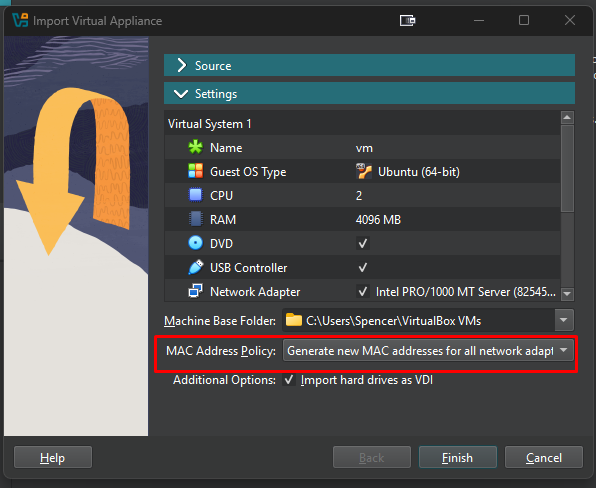 Import Virtual Appliance
Source
Settings
Virtual System 1
Name vm
Guest OS Type Ubuntu (64-bit)
CPU 2
RAM 4096 MB
DVD
USB Controller
Network Adapter Intel PRO/1000 MT Server (82545...
Machine Base Folder: C:\Users\Spencer\VirtualBox VMs
MAC Address Policy: Generate new MAC addresses for all network adapt
Additional Options: Import hard drives as VDI
Help Back Finish Cancel